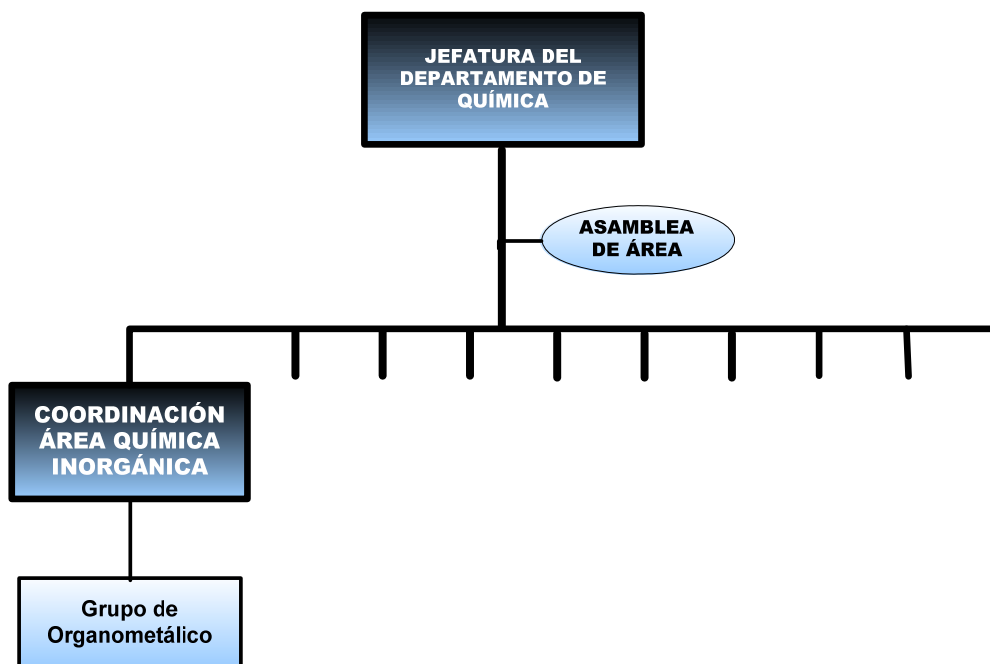 JEFATURA DEL
DEPARTAMENTO DE
QUÍMICA
ASAMBLEA
DE ÁREA
COORDINACIÓN
ÁREA QUÍMICA
INORGÁNICA
Grupo de
Organometálico